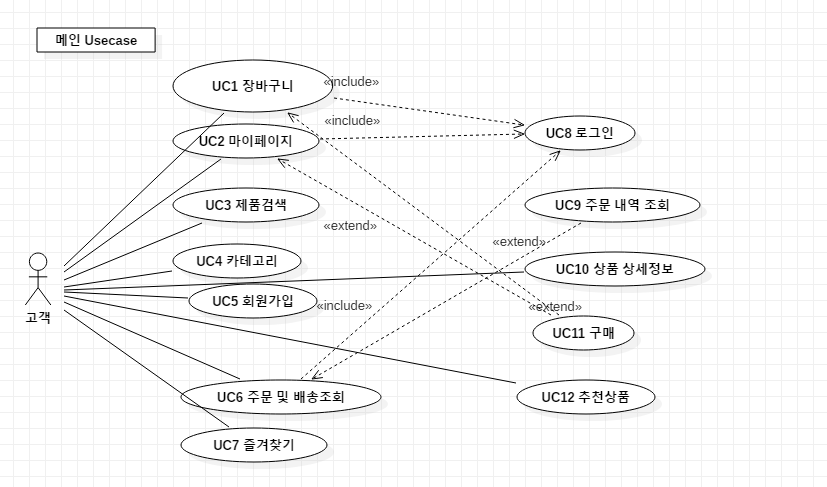 메인 Usecase
UC1 장바구니
«include»
«include»
UC2 마이페이지
UC8 로그인
UC3 제품검색
UC9 주문 내역 조회
«extend»
«extend»
UC4 카테고리
UC10 상품 상세정보
UC5 회원가입
«include»
«extend»
고객
UC11 구매
UC6 주문 및 배송조회
UC12 추천상품
UC7 즐겨찾기